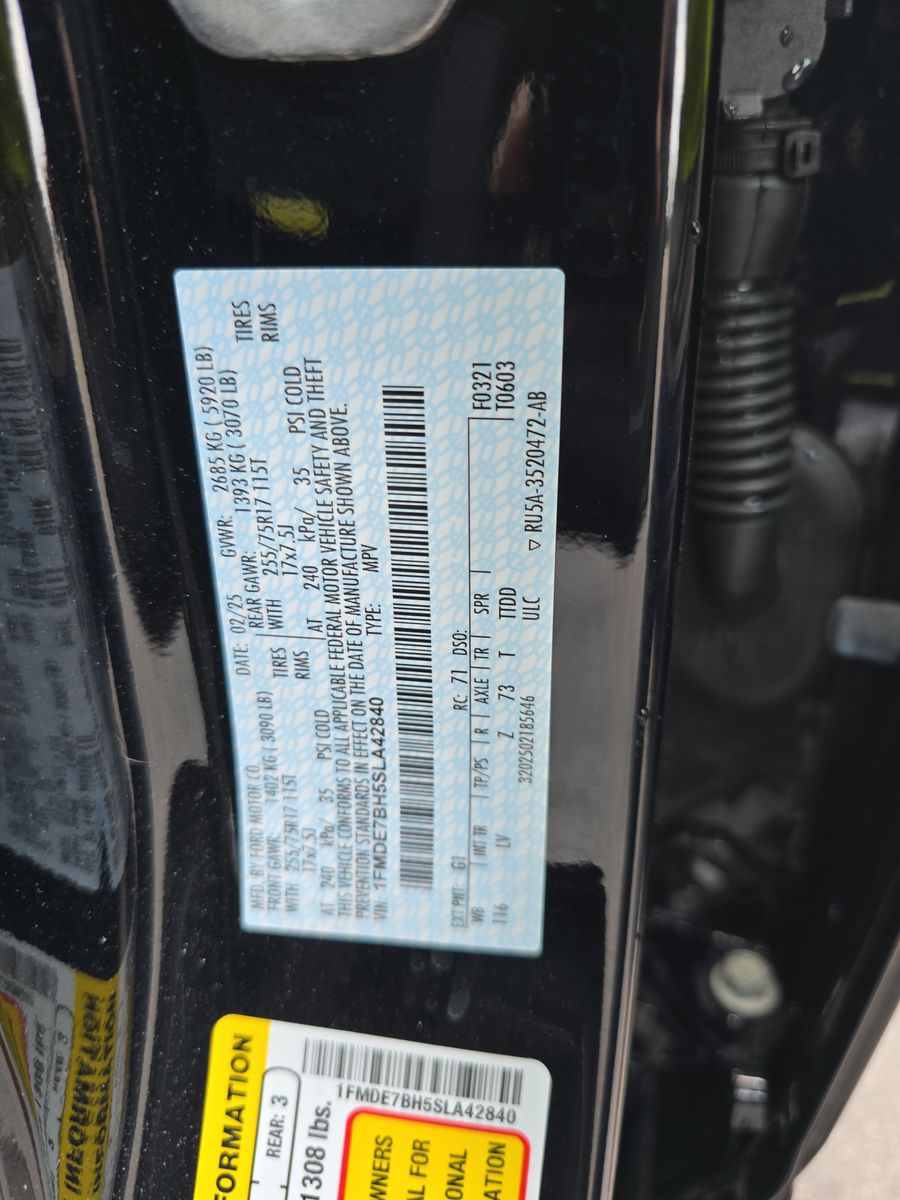 MFD. BY FORD MOTOR CO.
DATE: 02/25 GVWR: 2685 KG ( 5920 LB)
FRONT GAWR: 1402 KG ( 3090 LB)
REAR GAWR: 1393 KG ( 3070 LB)
WITH 255/75R17 115T TIRES
WITH 255/75R17 115T TIRES
17x7.5J RIMS
17x7.5J RIMS
AT 240 kPa/ 35 PSI COLD
AT 240 kPa/ 35 PSI COLD
THIS VEHICLE CONFORMS TO ALL APPLICABLE FEDERAL MOTOR VEHICLE SAFETY AND THEFT
PREVENTION STANDARDS IN EFFECT ON THE DATE OF MANUFACTURE SHOWN ABOVE.
VIN: 1FMDE7BH5SLA42840 TYPE: MPV
EXT PNT: G1 RC: 71 DSO: F0321
WB INT TR TP/PS R AXLE TR SPR T0603
116 LV Z 73 T TTDD
ULC
3202502185646
▽ RU5A-3520472-AB
FORMATION
REAR: 3
1308 lbs.
1FMDE7BH5SLA42840
WNERS
AL FOR
IONAL
ATION
INFORMATION